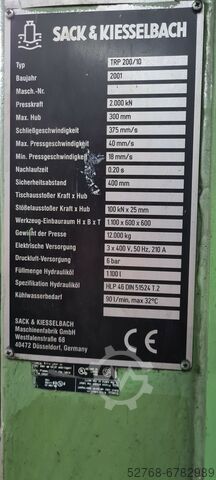 SACK & KIESSELBACH
Typ TRP 200/10
Baujahr 2001
Masch.-Nr.
Presskraft 2.000 kN
Max. Hub 300 mm
Schließgeschwindigkeit 375 mm/s
Max. Pressgeschwindigkeit 40 mm/s
Min. Pressgeschwindigkeit 18 mm/s
Nachlaufzeit 0.20 s
Sicherheitsabstand 400 mm
Tischausstoßer Kraft x Hub
Stößelausstoßer Kraft x Hub 100 kN x 25 mm
Werkzeug-Einbauraum H x B x T 1.100 x 600 x 600
Gewicht der Presse 12.000 kg
Elektrische Versorgung 3 x 400 V, 50 Hz, 210 A
Druckluft-Versorgung 6 bar
Füllmenge Hydrauliköl 1.100 l
Spezifikation Hydrauliköl HLP 46 DIN 51524 T.2
Kühlwasserbedarf 90 l/min, max 32°C
SACK & KIESSELBACH
Maschinenfabrik GmbH
Westfalenstraße 68
40472 Düsseldorf, Germany
CE
52768-6782989